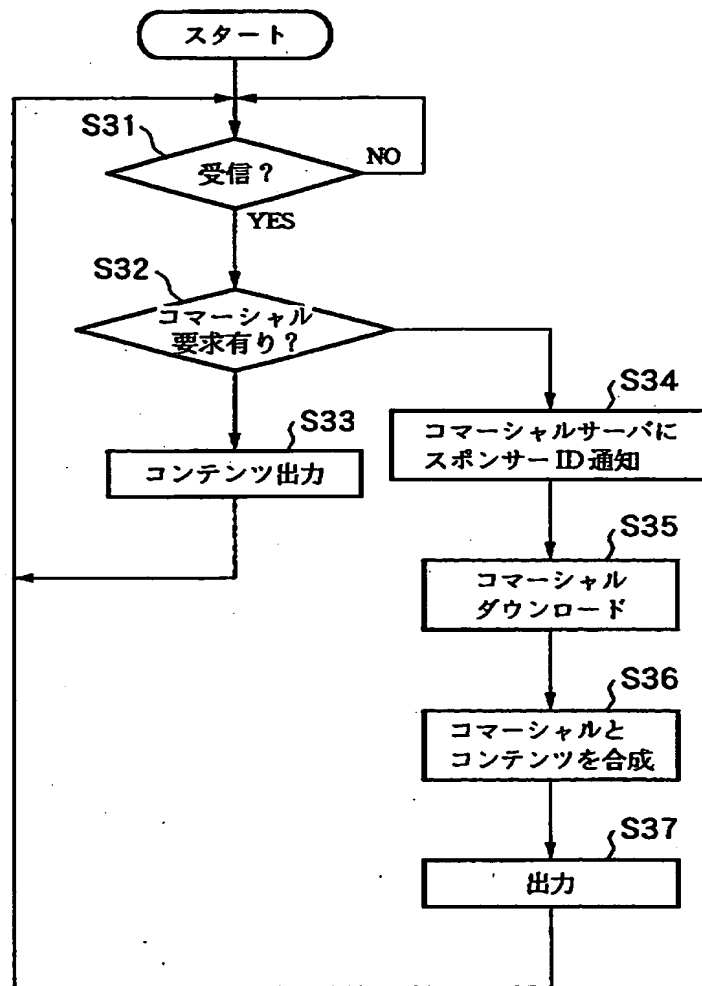 スタート
S31
受信？
NO
YES
S32
コマーシャル
要求有り？
S33
コンテンツ出力
S34
コマーシャルサーバに
スポンサーID通知
S35
コマーシャル
ダウンロード
S36
コマーシャルと
コンテンツを合成
S37
出力